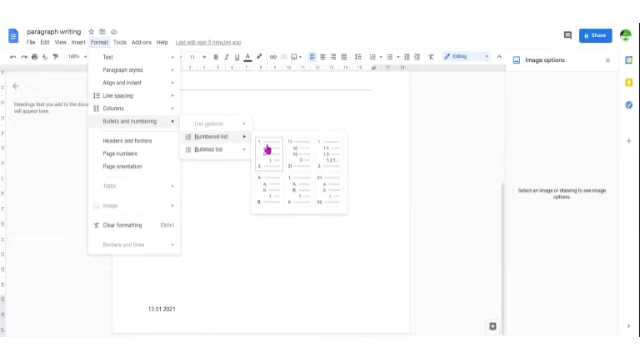 paragraph writing
File Edit View Insert Format Tools Add-ons Help Last edit was 3 minutes ago
Share
100%
11
B I U A
Editing
Image options
Text
Paragraph styles
Align and indent
Line spacing
Columns
Bullets and numbering
Headers and footers
Page numbers
Page orientation
Table
Image
Clear formatting
Borders and lines
List options
Numbered list
Bulleted list
Headings that you add to the
will appear here.
Select an image or drawing to see image
options.
13.01.2021